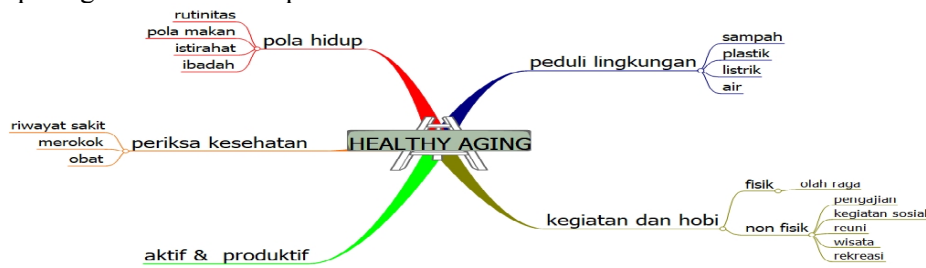 rutinitas
pola makan
istirahat
ibadah
pola hidup
riwayat sakit
merokok
obat
periksa kesehatan
aktif & produktif
HEALTHY AGING
peduli lingkungan
sampah
plastik
listrik
air
kegiatan dan hobi
fisik
olah raga
non fisik
pengajian
kegiatan sosial
reuni
wisata
rekreasi